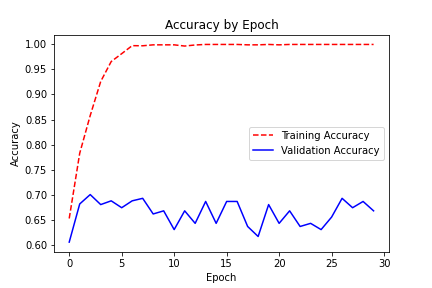 Accuracy by Epoch
1.00
0.95
0.90
0.85
0.80
0.75
0.70
0.65
0.60
Accuracy
Training Accuracy
Validation Accuracy
0 5 10 15 20 25 30
Epoch